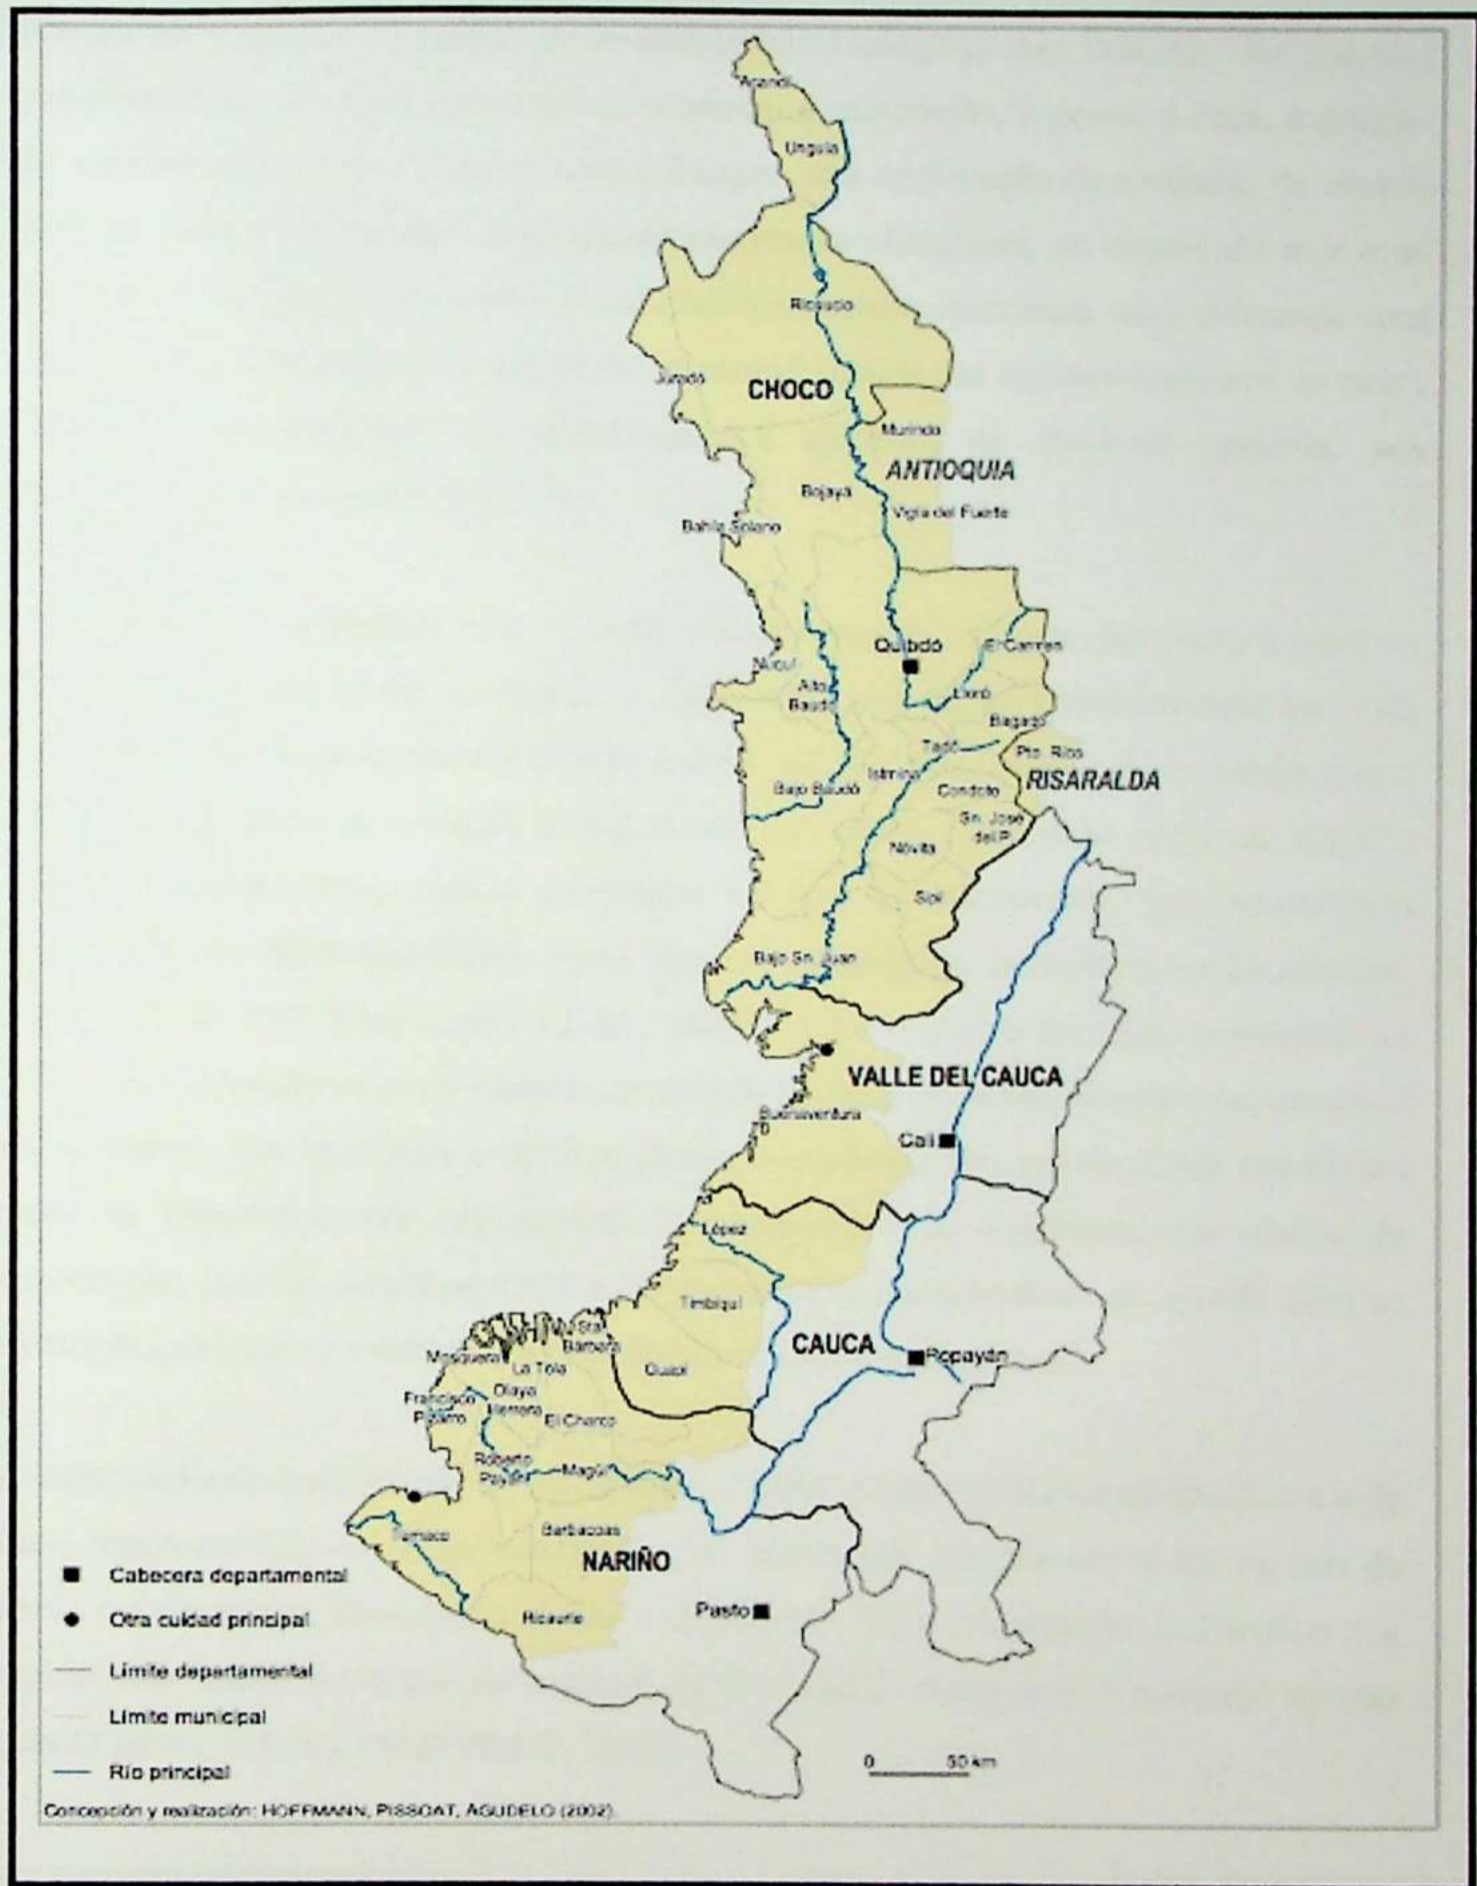 Acandí
Unguía
Riosucio
Juradó
CHOCO
Murindo
ANTIOQUIA
Bojayá
Vigía del Fuerte
Bahía Solano
Quibdó
El Carmen
Nuquí
Alto
Baudó
Lloró
Bagadó
Tadó
Pto. Rico
Istmina
RISARALDA
Bajo Baudó
Condoto
Sn. José
del P.
Nóvita
Sipí
Bajo Sn. Juan
VALLE DEL CAUCA
Buenaventura
Cali
López
Timbiquí
Sta.
Bárbara
CAUCA
Mosquera
La Tola
Guapi
Popayán
Francisco
Pizarro
Olaya
Herrera
El Charco
Roberto
Payán
Magüí
Tumaco
Barbacoas
NARIÑO
Ricaurte
Pasto
Cabecera departamental
Otra cuidad principal
Límite departamental
Límite municipal
Río principal
0 50 km
Concepción y realización: HOFFMANN, PISSOAT, AGUDELO (2002).